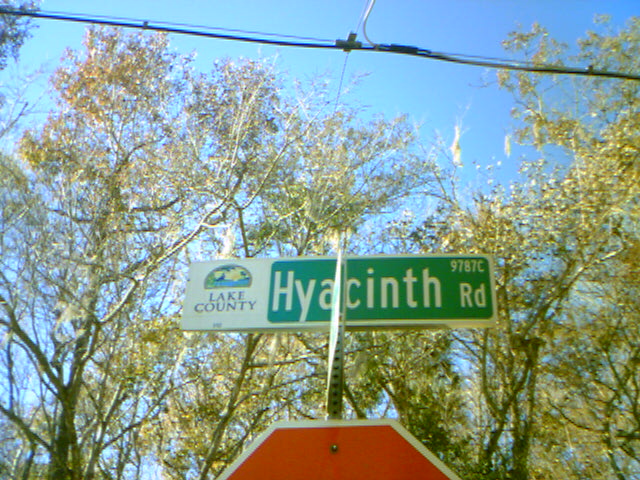 LAKE
COUNTY
9787C
Hyacinth Rd